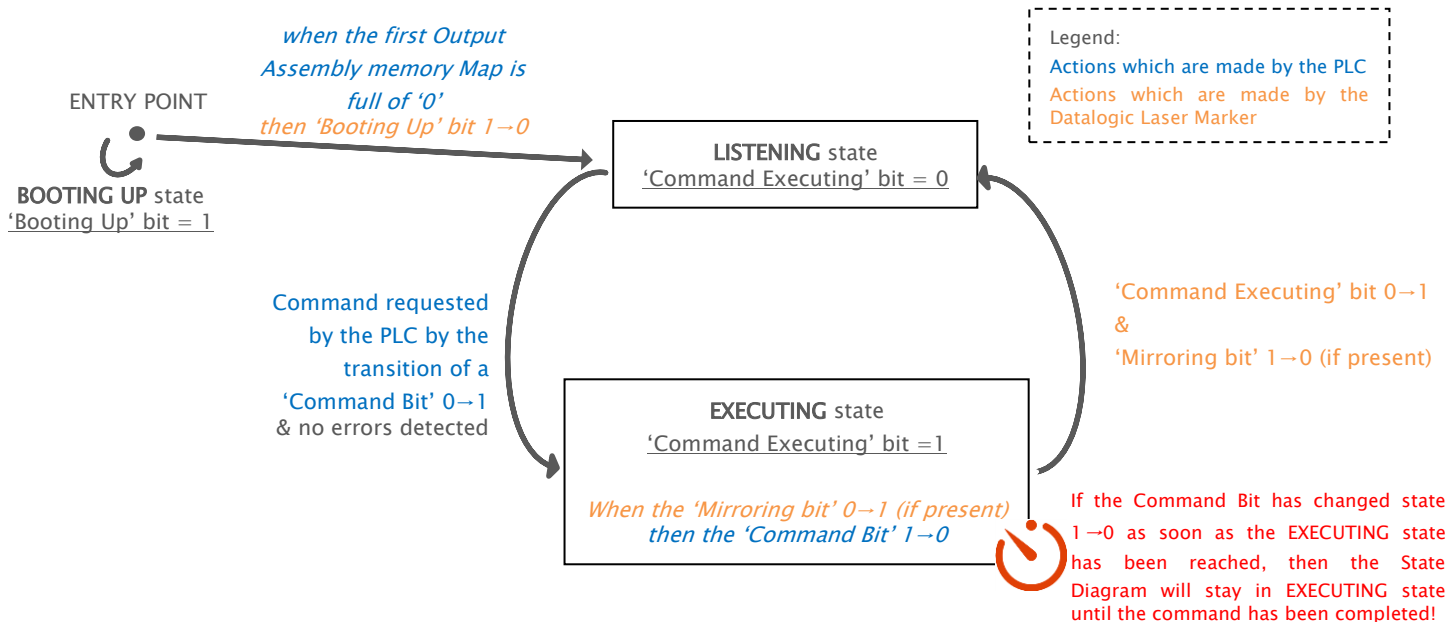 when the first Output
Assembly memory Map is
full of ‘0’
then ‘Booting Up’ bit 1→0
ENTRY POINT
BOOTING UP state
‘Booting Up’ bit = 1
Legend:
Actions which are made by the PLC
Actions which are made by the
Datalogic Laser Marker
LISTENING state
‘Command Executing’ bit = 0
Command requested
by the PLC by the
transition of a
‘Command Bit’ 0→1
& no errors detected
‘Command Executing’ bit 0→1
&
‘Mirroring bit’ 1→0 (if present)
EXECUTING state
‘Command Executing’ bit =1
When the ‘Mirroring bit’ 0→1 (if present)
then the ‘Command Bit’ 1→0
If the Command Bit has changed state
1→0 as soon as the EXECUTING state
has been reached, then the State
Diagram will stay in EXECUTING state
until the command has been completed!